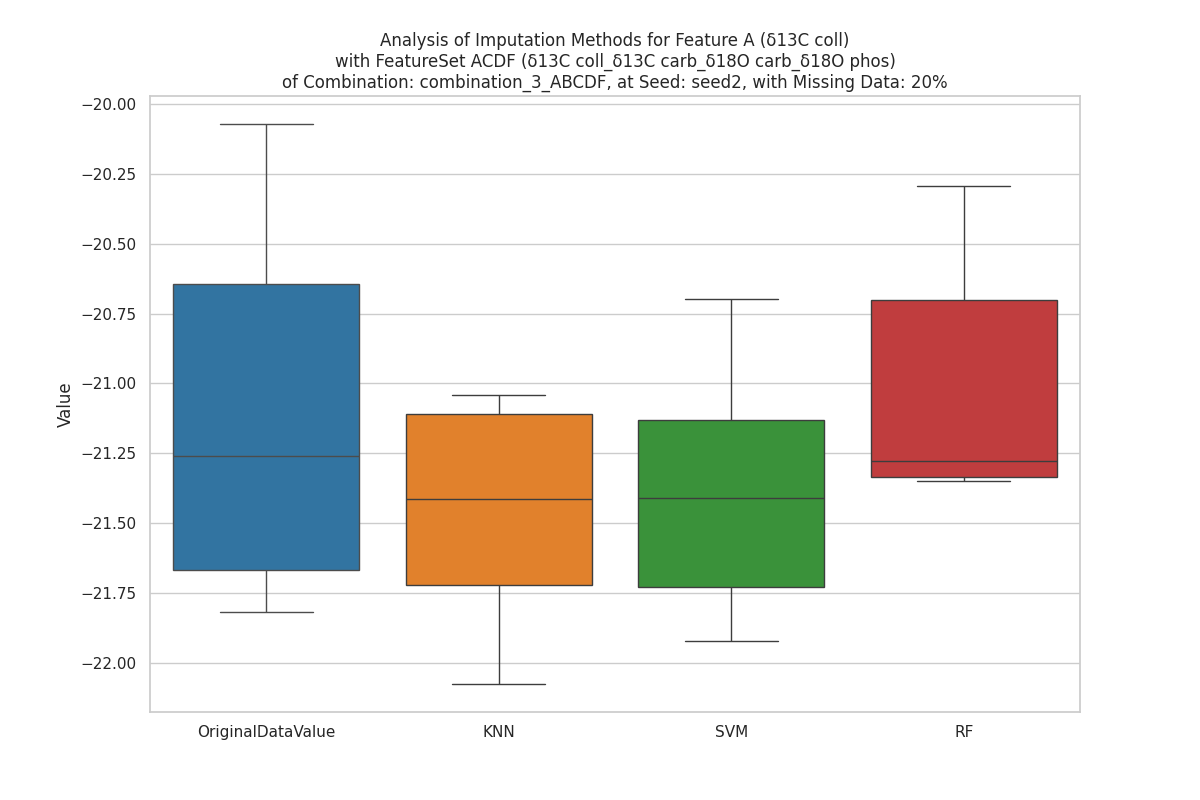 Analysis of Imputation Methods for Feature A (δ13C coll)
with FeatureSet ACDF (δ13C coll_δ13C carb_δ18O carb_δ18O phos)
of Combination: combination_3_ABCDF, at Seed: seed2, with Missing Data: 20%
−20.00
−20.25
−20.50
−20.75
−21.00
−21.25
−21.50
−21.75
−22.00
Value
OriginalDataValue
KNN
SVM
RF